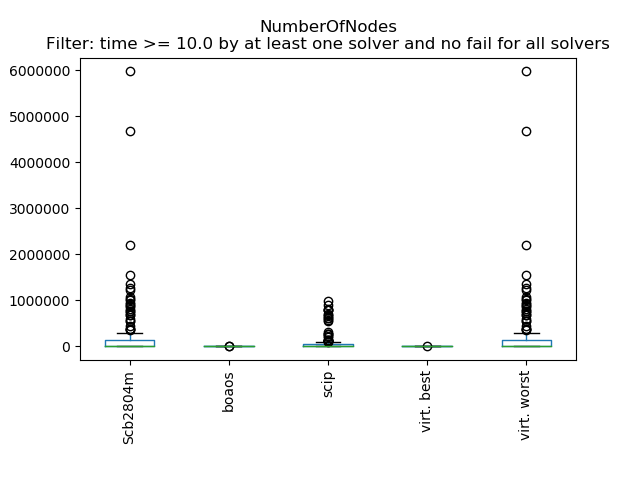 NumberOfNodes
Filter: time >= 10.0 by at least one solver and no fail for all solvers
6000000
5000000
4000000
3000000
2000000
1000000
0
Scb2804m
boaos
scip
virt. best
virt. worst